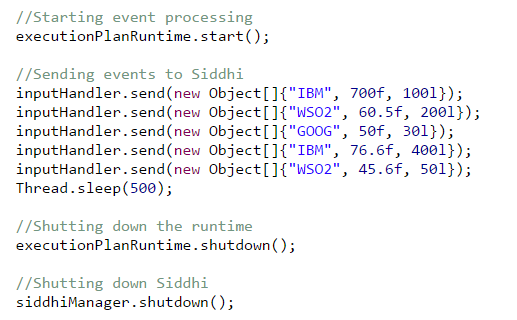 //Starting event processing
executionPlanRuntime.start();
//Sending events to Siddhi
inputHandler.send(new Object[]{"IBM", 700f, 100l});
inputHandler.send(new Object[]{"WSO2", 60.5f, 200l});
inputHandler.send(new Object[]{"GOOG", 50f, 30l});
inputHandler.send(new Object[]{"IBM", 76.6f, 400l});
inputHandler.send(new Object[]{"WSO2", 45.6f, 50l});
Thread.sleep(500);
//Shutting down the runtime
executionPlanRuntime.shutdown();
//Shutting down Siddhi
siddhiManager.shutdown();